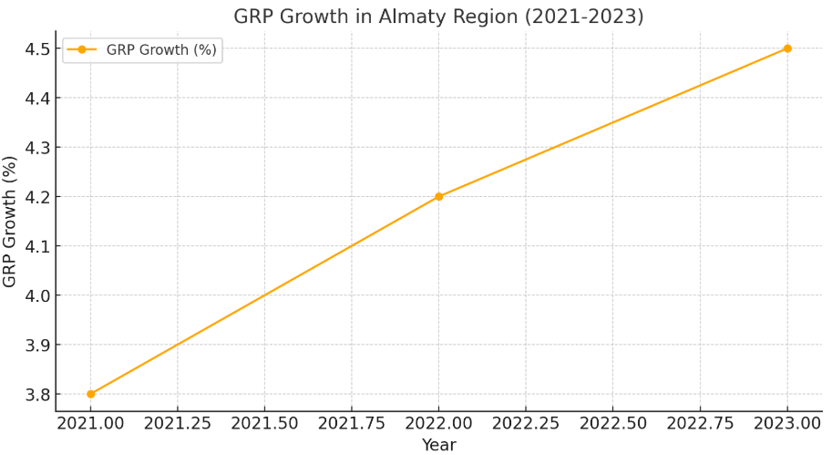 GRP Growth in Almaty Region (2021-2023)
GRP Growth (%)
GRP Growth (%)
4.5
4.4
4.3
4.2
4.1
4.0
3.9
3.8
2021.00 2021.25 2021.50 2021.75 2022.00 2022.25 2022.50 2022.75 2023.00
Year